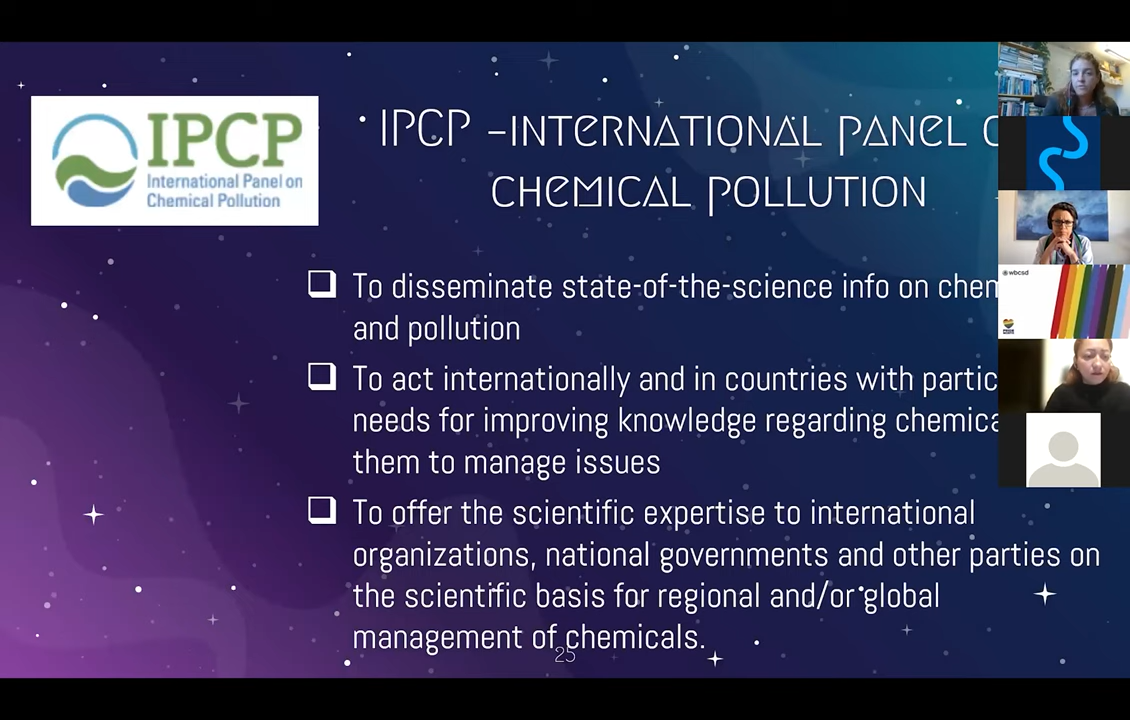 IPCP
International Panel on
Chemical Pollution
IPCP –INTERNATIONAL PANEL
CHEMICAL POLLUTION
❑ To disseminate state-of-the-science info on
and pollution
❑ To act internationally and in countries with
needs for improving knowledge regarding
them to manage issues
❑ To offer the scientific expertise to international
organizations, national governments and other parties on
the scientific basis for regional and/or global
management of chemicals.
25
wbcsd